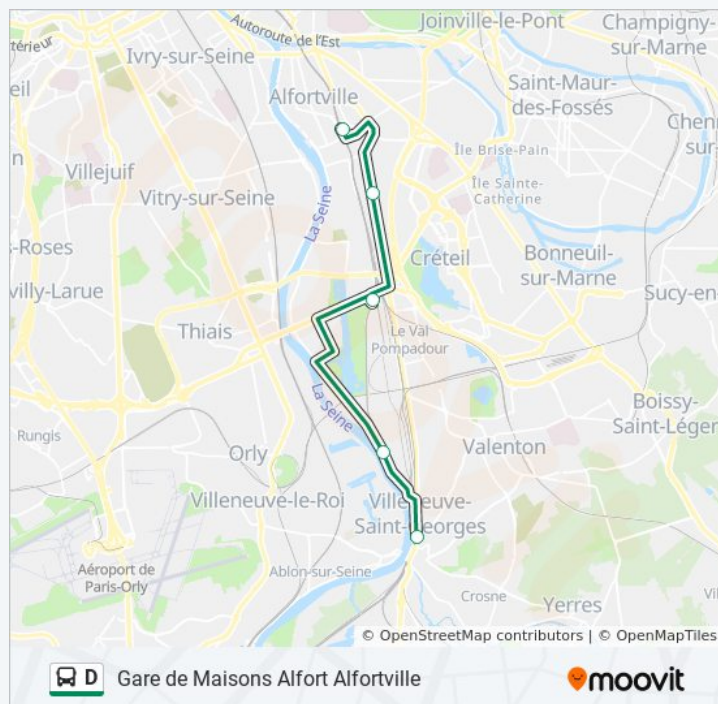 Joinville-le-Pont
Champigny-
sur-Marne
Autoroute de l'Est
Ivry-sur-Seine
Alfortville
Saint-Maur-
des-Fossés
Île Brise-Pain
Villejuif
Île Sainte-
Catherine
Vitry-sur-Seine
La Seine
s-Roses
Créteil
Bonneuil-
sur-Marne
villy-Larue
Sucy-en-
Thiais
Le Val
Pompadour
La Seine
Boissy-
Saint-Léger
Rungis
Orly
Valenton
Villeneuve-le-Roi
Villeneuve-
Saint-Georges
Aéroport de
Paris-Orly
Ablon-sur-Seine
Crosne
Yerres
© OpenStreetMap contributors | © OpenMapTiles
D Gare de Maisons Alfort Alfortville
moovit